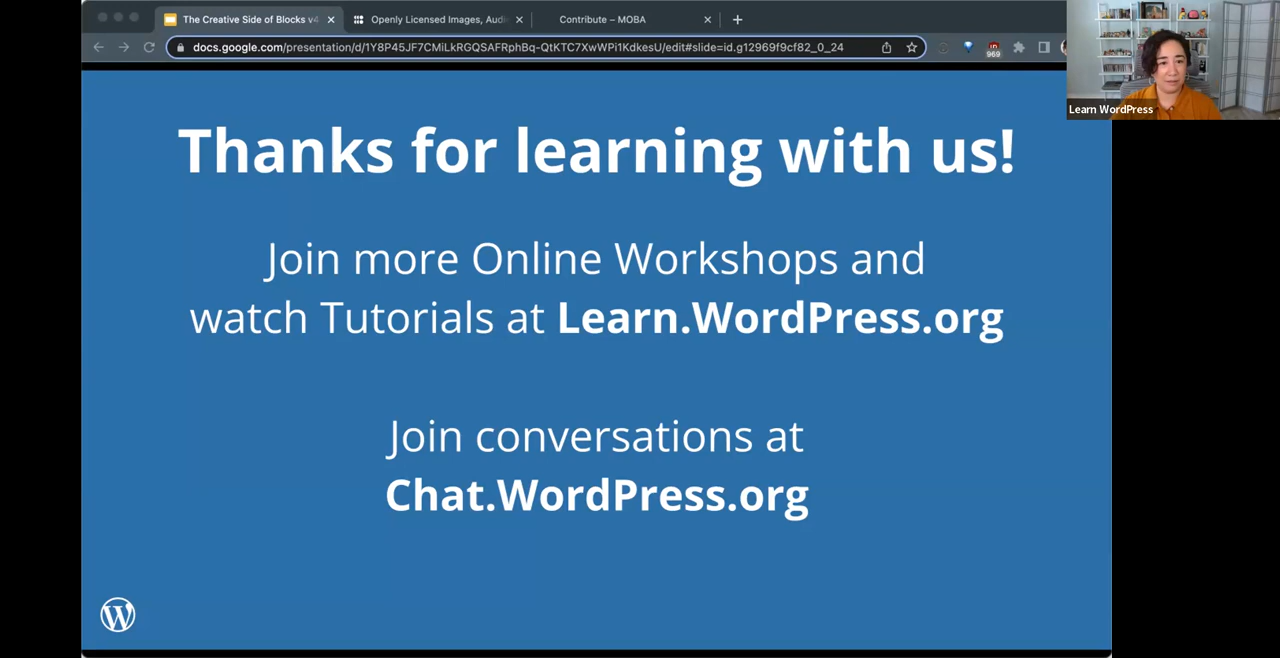 The Creative Side of Blocks v4
Openly Licensed Images, Audi
Contribute – MOBA
docs.google.com/presentation/d/1Y8P45JF7CMiLkRGQSAFRphBq-QtKTC7XwWPi1KdkesU/edit#slide=id.g12969f9cf82_0_24
969
Learn WordPress
Thanks for learning with us!
Join more Online Workshops and
watch Tutorials at Learn.WordPress.org
Join conversations at
Chat.WordPress.org